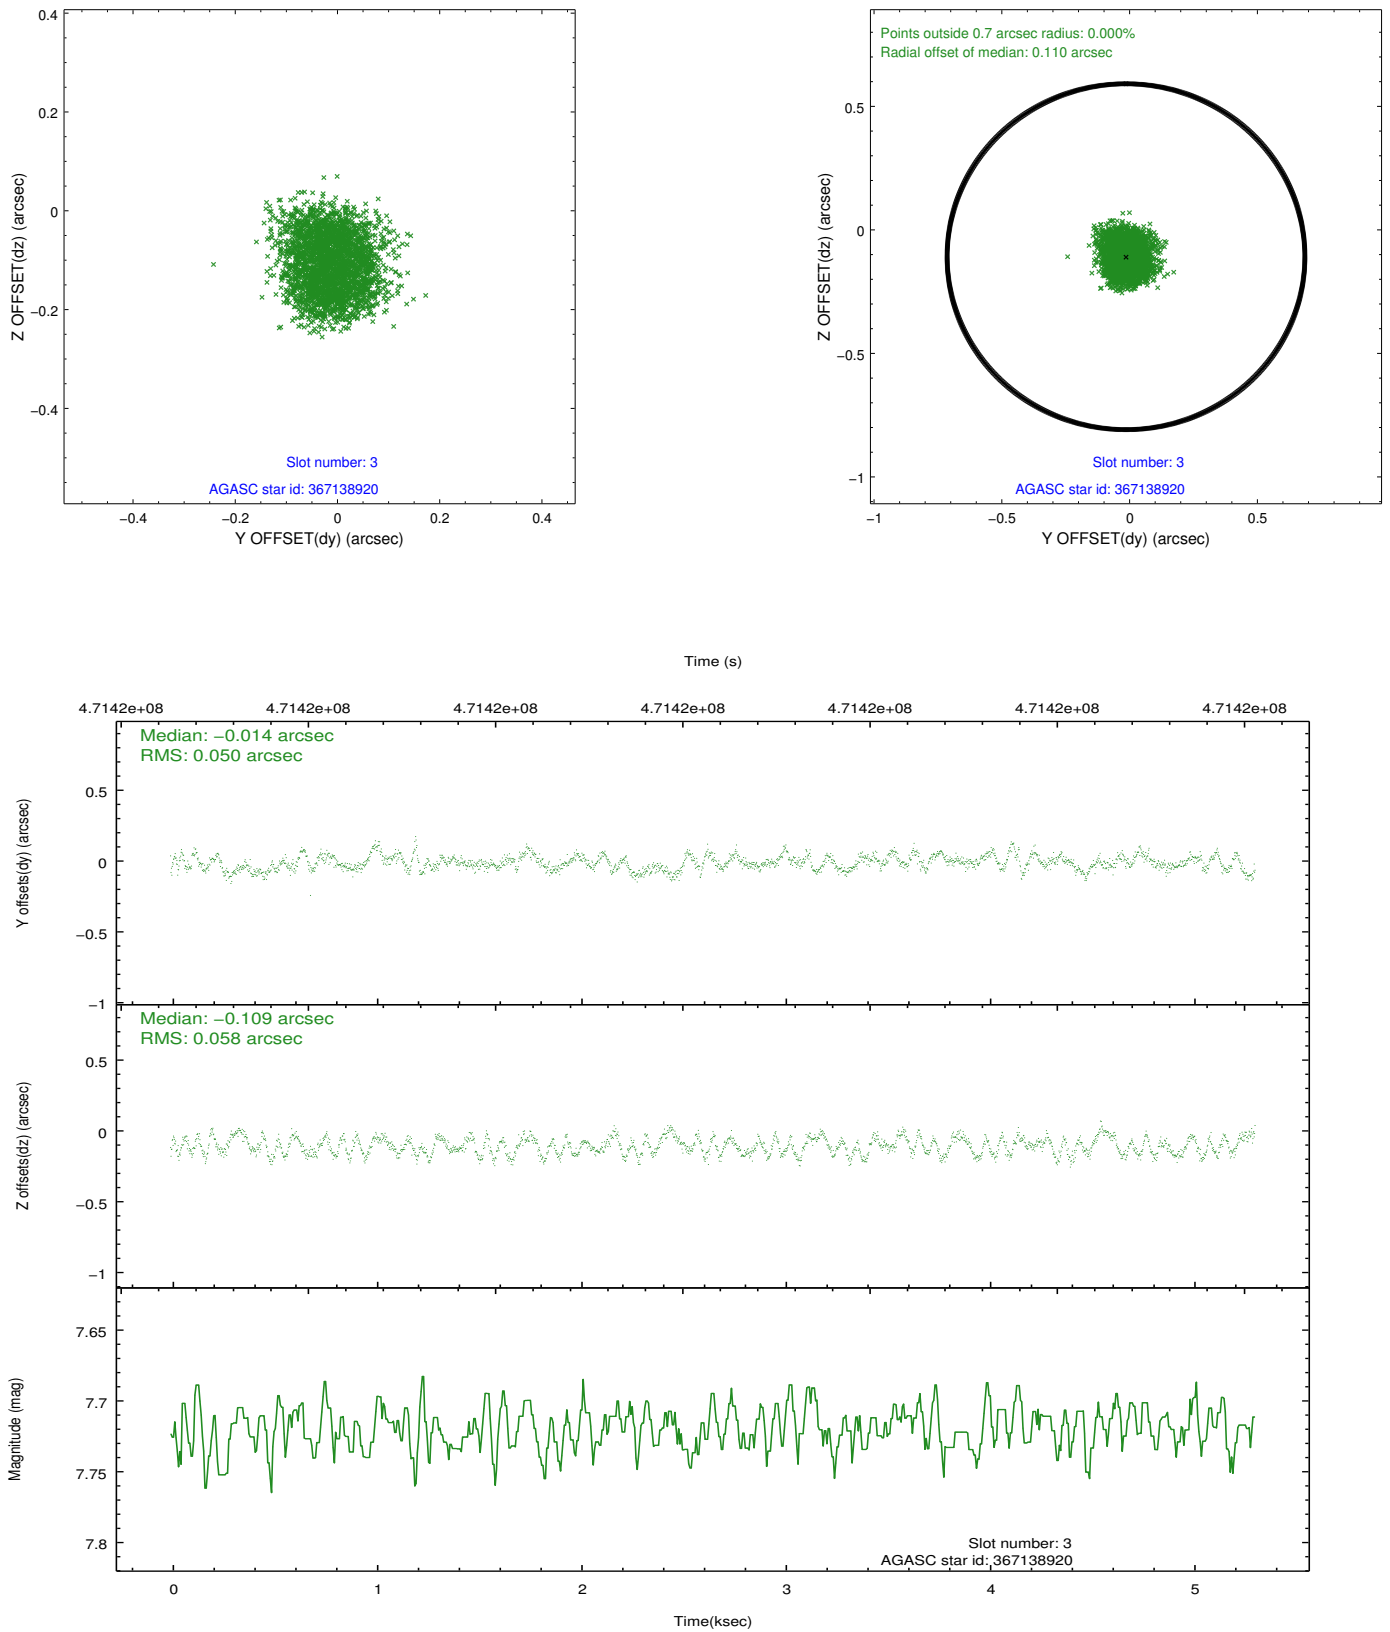 0.4
0.2
0
−0.2
−0.4
Z OFFSET(dz) (arcsec)
Slot number: 3
AGASC star id: 367138920
−0.4 −0.2 0 0.2 0.4
Y OFFSET(dy) (arcsec)
Points outside 0.7 arcsec radius: 0.000%
Radial offset of median: 0.110 arcsec
0.5
0
−0.5
−1
Z OFFSET(dz) (arcsec)
Slot number: 3
AGASC star id: 367138920
−1 −0.5 0 0.5
Y OFFSET(dy) (arcsec)
Time (s)
4.7142e+08 4.7142e+08 4.7142e+08 4.7142e+08 4.7142e+08 4.7142e+08 4.7142e+08
Median: −0.014 arcsec
RMS: 0.050 arcsec
0.5
0
−0.5
−1
Y offsets(dy) (arcsec)
Median: −0.109 arcsec
RMS: 0.058 arcsec
0.5
0
−0.5
−1
Z offsets(dz) (arcsec)
7.65
7.7
7.75
7.8
Magnitude (mag)
Slot number: 3
AGASC star id: 367138920
0 1 2 3 4 5
Time(ksec)